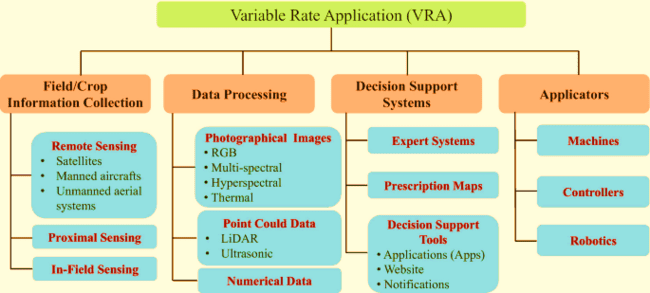 Variable Rate Application (VRA)
Field/Crop
Information Collection
Remote Sensing
• Satellites
• Manned aircrafts
• Unmanned aerial
systems
Proximal Sensing
In-Field Sensing
Data Processing
Photographical Images
• RGB
• Multi-spectral
• Hyperspectral
• Thermal
Point Could Data
• LiDAR
• Ultrasonic
Numerical Data
Decision Support
Systems
Expert Systems
Prescription Maps
Decision Support
Tools
• Applications (Apps)
• Website
• Notifications
Applicators
Machines
Controllers
Robotics